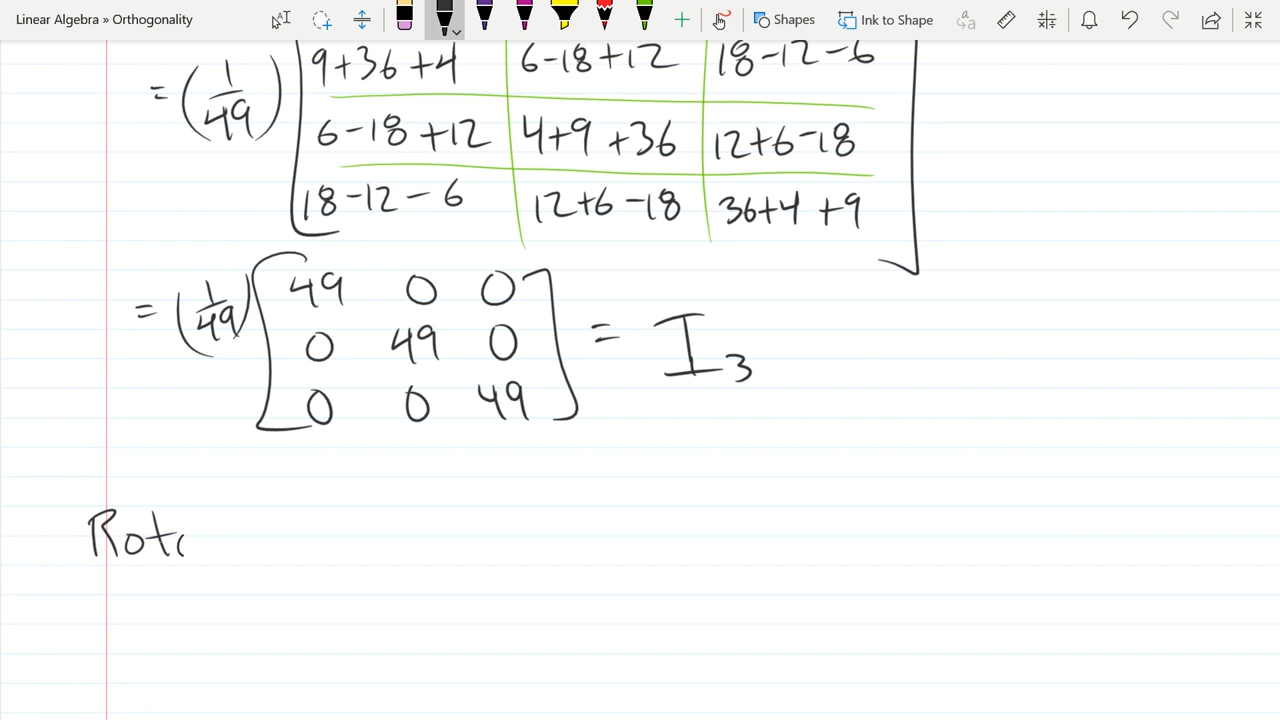 Linear Algebra » Orthogonality
Shapes
Ink to Shape
= (1/49) [9+36+4 6-18+12 18-12-6
6-18+12 4+9+36 12+6-18
18-12-6 12+6-18 36+4+9]
= (1/49) [49 0 0
0 49 0
0 0 49] = I₃